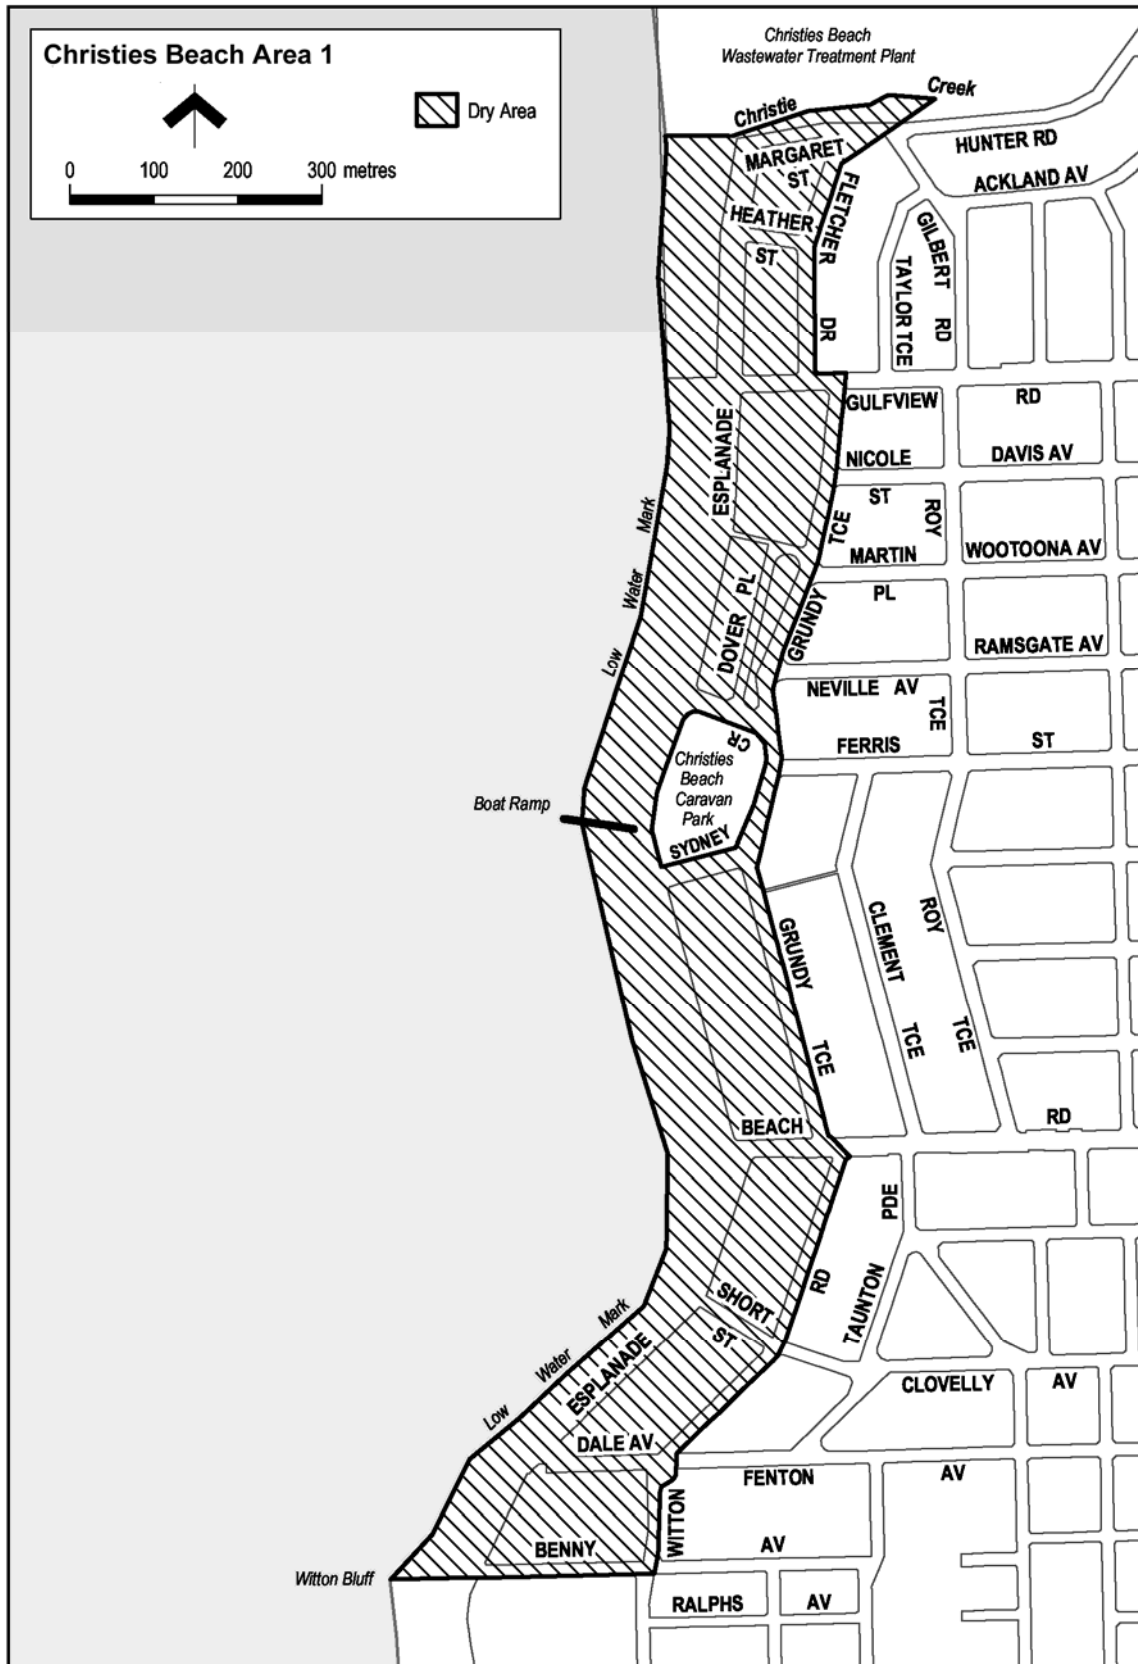 Christies Beach Area 1
Dry Area
0 100 200 300 metres
Christies Beach
Wastewater Treatment Plant
Christie Creek
MARGARET
ST
HEATHER
ST
FLETCHER
DR
HUNTER RD
ACKLAND AV
GILBERT
RD
TAYLOR TCE
GULFVIEW
RD
NICOLE
ST
DAVIS AV
ROY
MARTIN
PL
WOOTOONA AV
ESPLANADE
TCE
GRUNDY
DOVER PL
Low Water Mark
RAMSGATE AV
NEVILLE AV
TCE
FERRIS
ST
CR
Christies
Beach
Caravan
Park
SYDNEY
Boat Ramp
GRUNDY
TCE
CLEMENT
TCE
ROY
TCE
BEACH
RD
PDE
TAUNTON
RD
SHORT
ST
Low Water Mark
ESPLANADE
CLOVELLY
AV
DALE AV
FENTON
AV
WITTON
BENNY
AV
Witton Bluff
RALPHS
AV